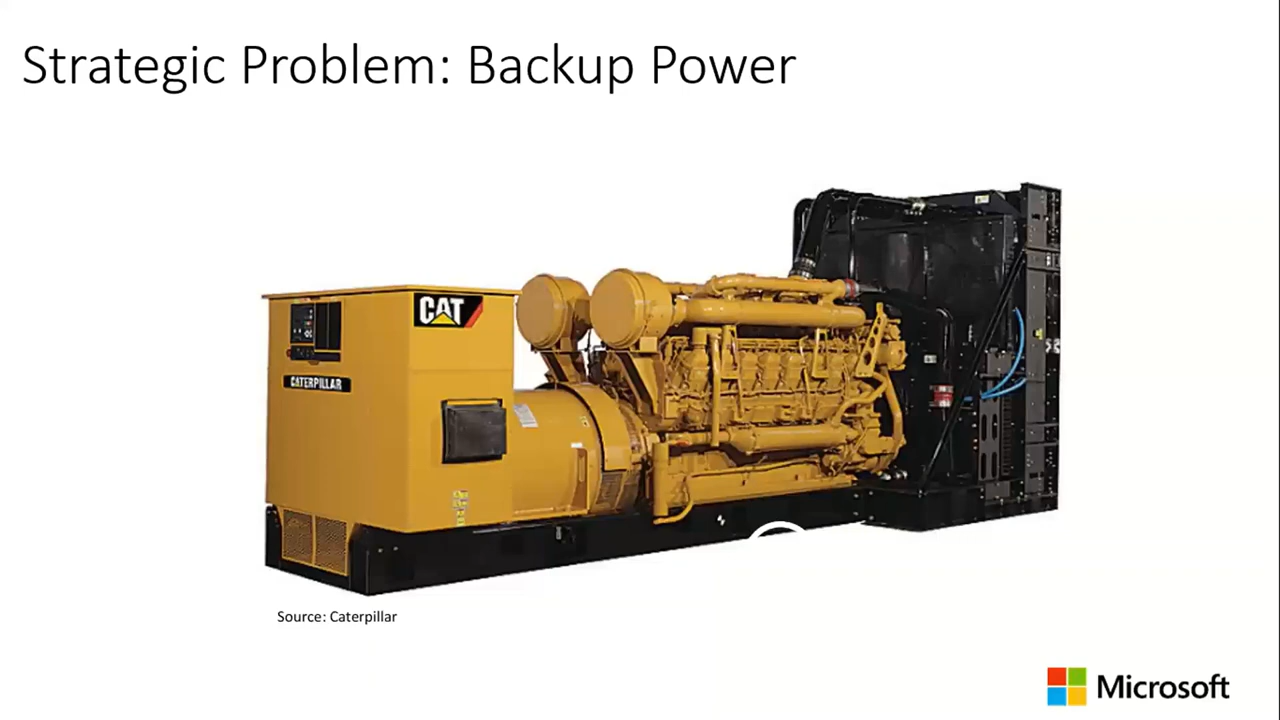 Strategic Problem: Backup Power
CAT
CATERPILLAR
Source: Caterpillar
Microsoft